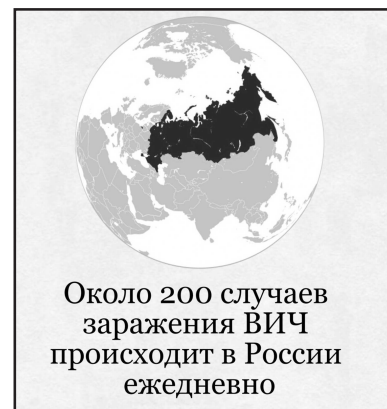 Около 200 случаев
заражения ВИЧ
происходит в России
ежедневно